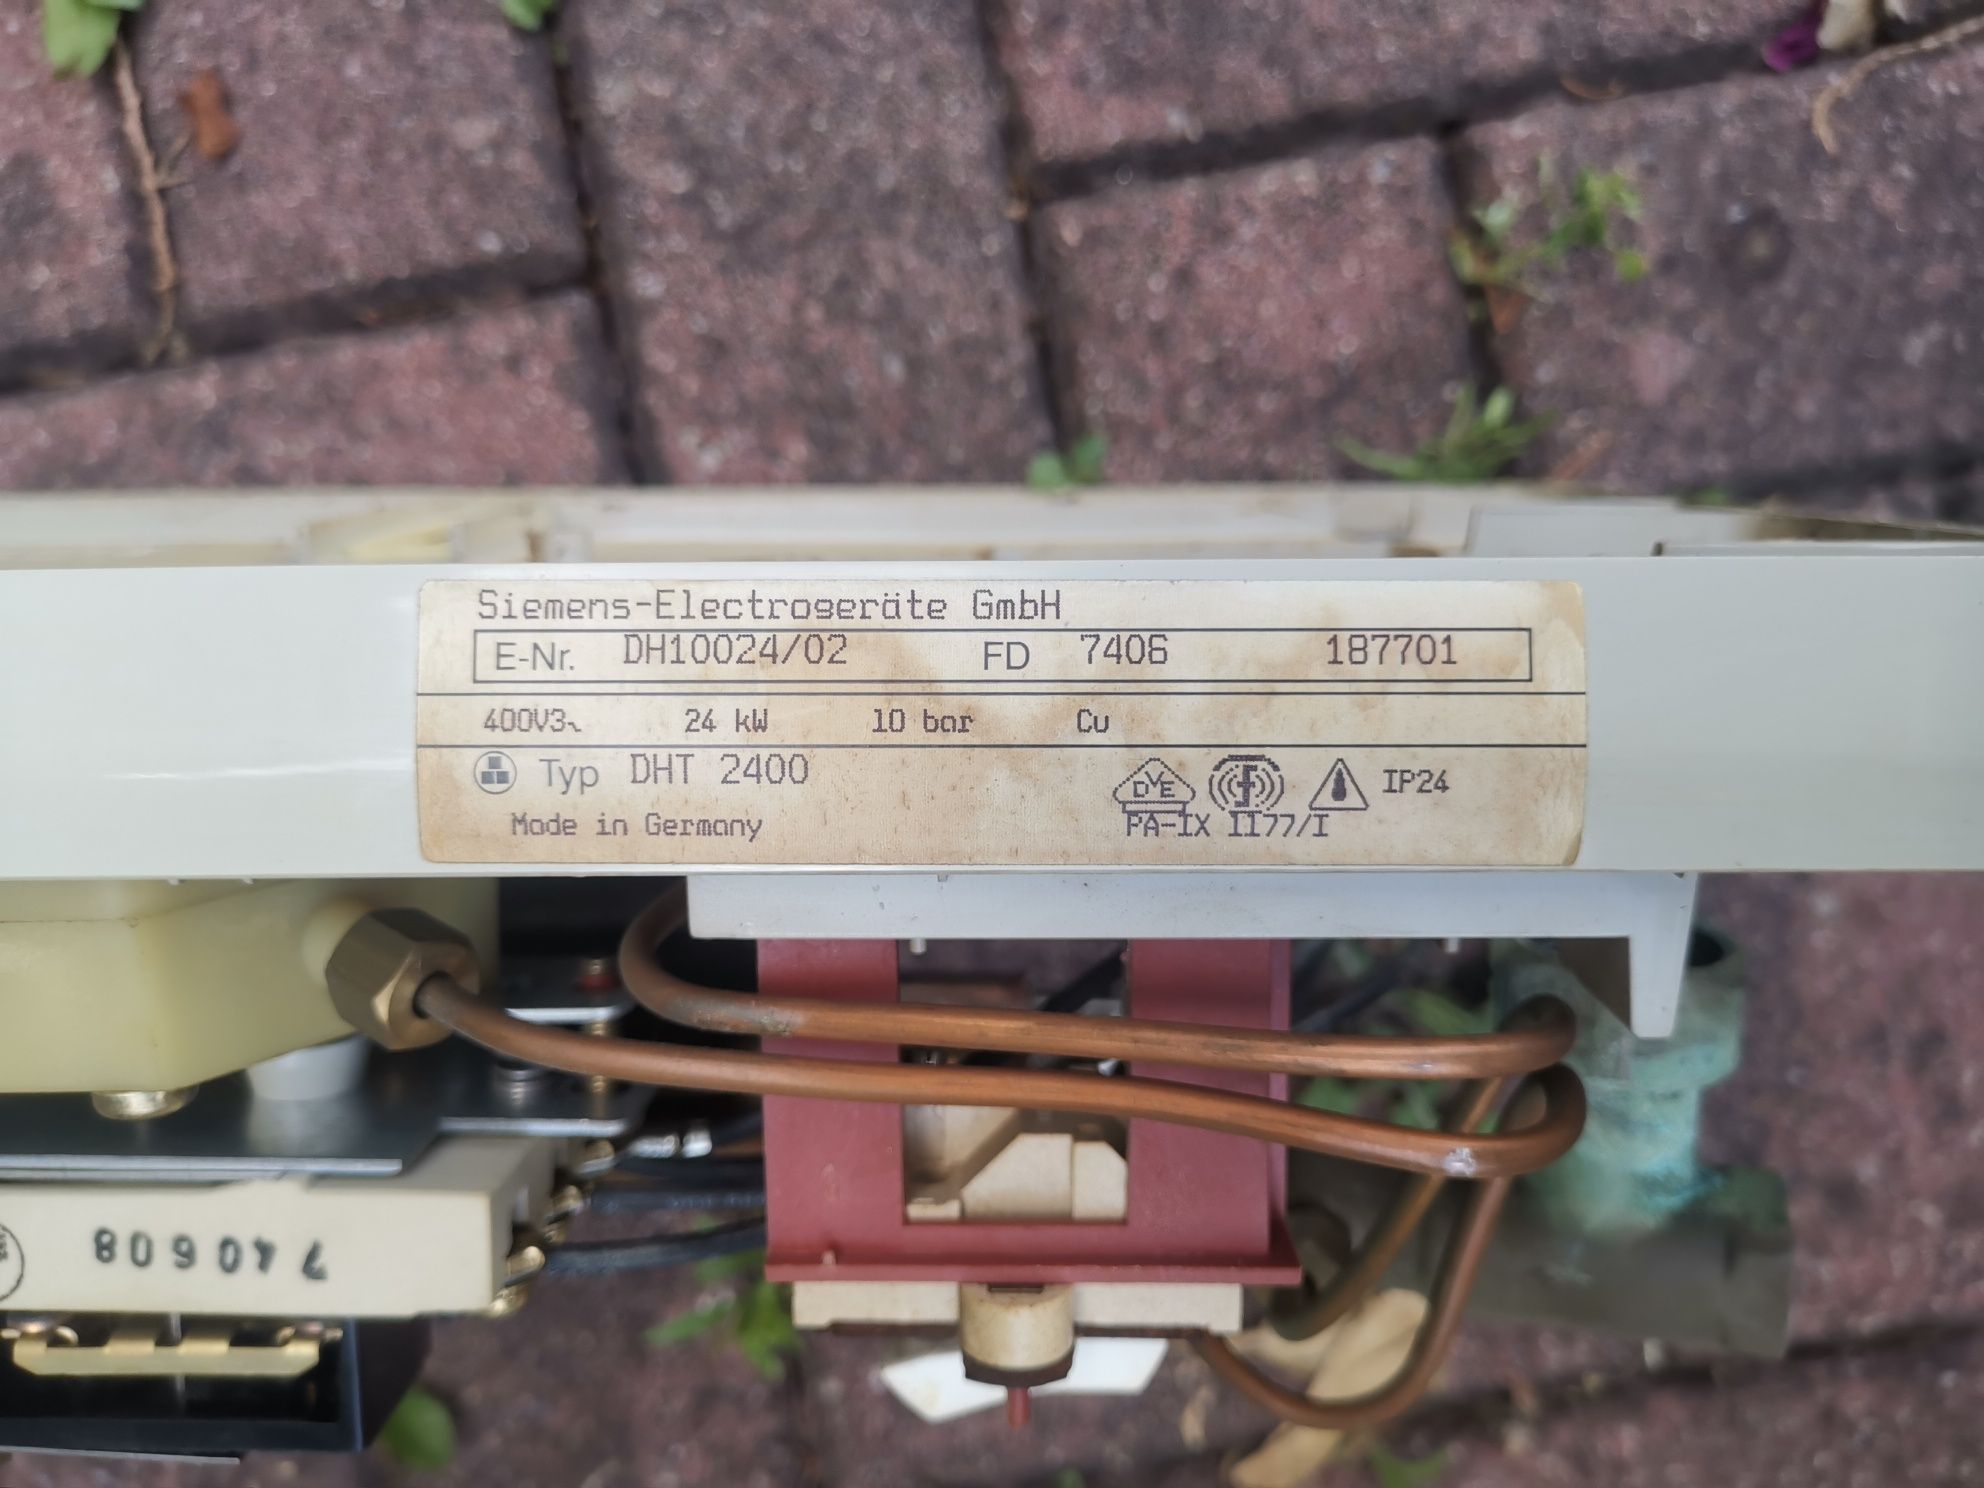 Siemens-Electrogeräte GmbH
E-Nr. DH10024/02 FD 7406 187701
400V3~ 24 kW 10 bar Cu
Typ DHT 2400
DVE IP24
Made in Germany PA-IX 1177/I
740608